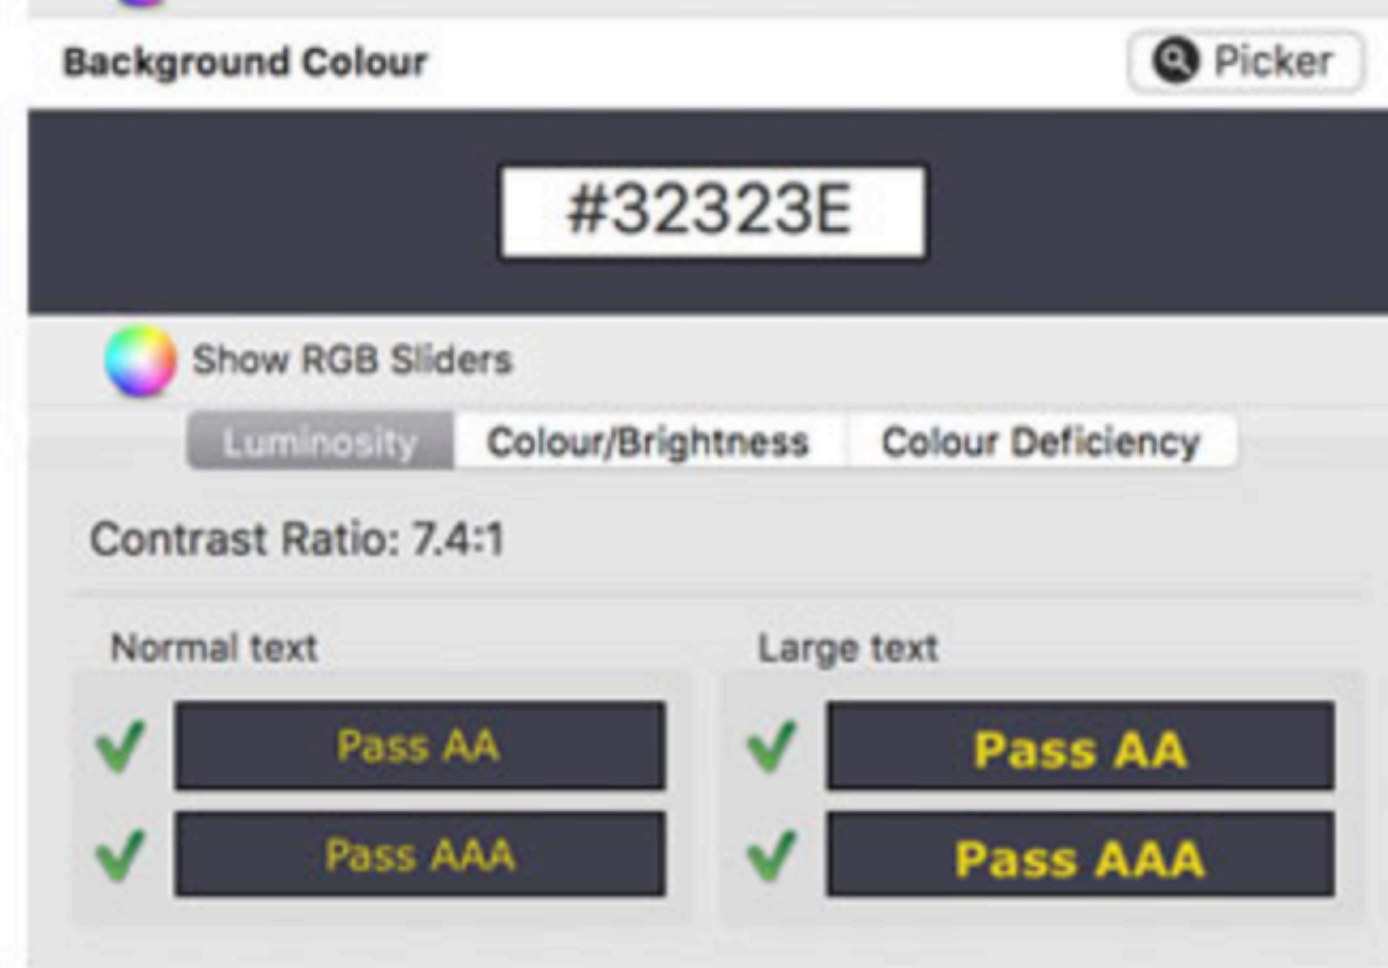 Background Colour
Picker
#32323E
Show RGB Sliders
Luminosity
Colour/Brightness
Colour Deficiency
Contrast Ratio: 7.4:1
Normal text
Large text
Pass AA
Pass AA
Pass AAA
Pass AAA